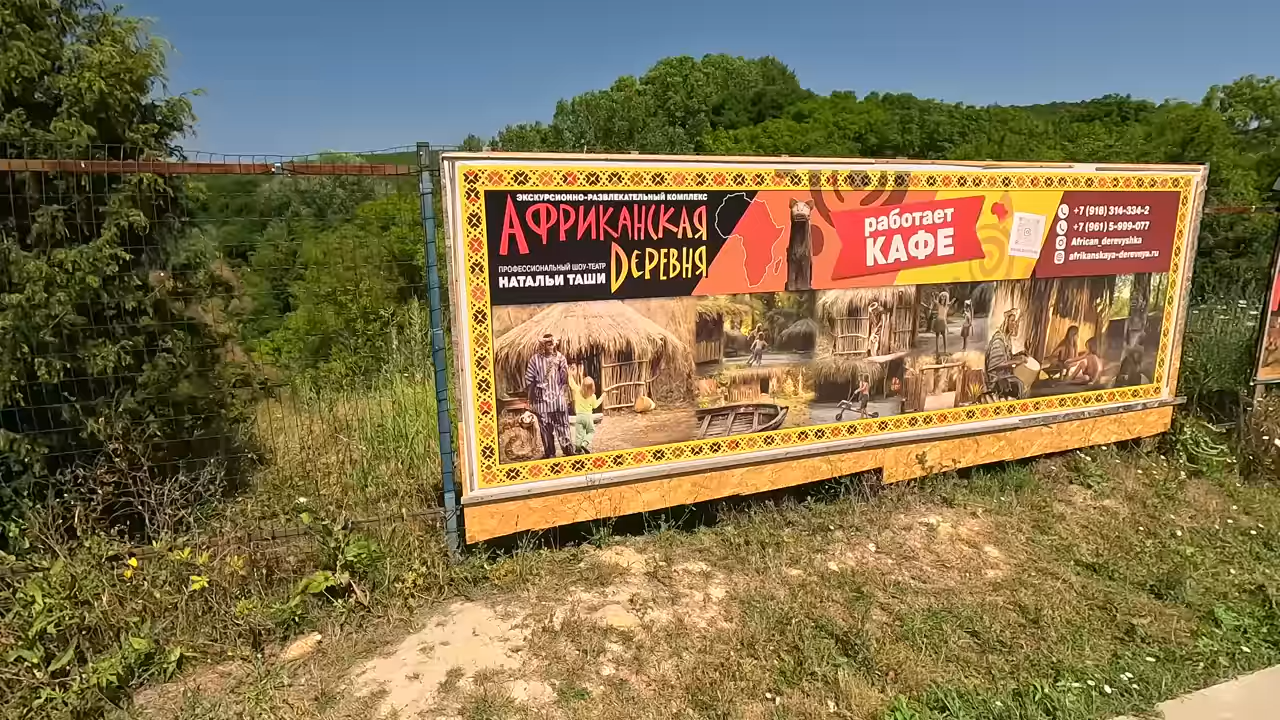 ЭКСКУРСИОННО-РАЗВЛЕКАТЕЛЬНЫЙ КОМПЛЕКС
АФРИКАНСКАЯ
ДЕРЕВНЯ
ПРОФЕССИОНАЛЬНЫЙ ШОУ-ТЕАТР
НАТАЛЬИ ТАШИ
работает
КАФЕ
+7 (918) 314-334-2
+7 (961) 5-999-077
African_derevyshka
afrikanskaya-derevnya.ru